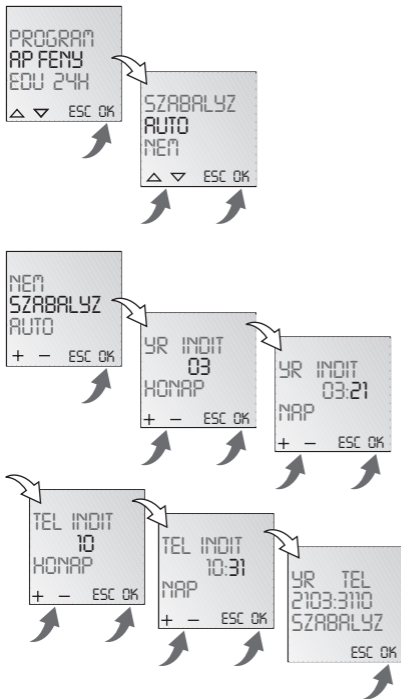 PROGRAM
AP FENY
EDU 24H
△ ▽ ESC OK
SZABALYZ
AUTO
NEM
△ ▽ ESC OK
NEM
SZABALYZ
AUTO
+ - ESC OK
YR INDIT
03
HONAP
+ - ESC OK
YR INDIT
03:21
NAP
+ - ESC OK
TEL INDIT
10
HONAP
+ - ESC OK
TEL INDIT
10:31
NAP
+ - ESC OK
YR TEL
2103:3110
SZABALYZ
ESC OK